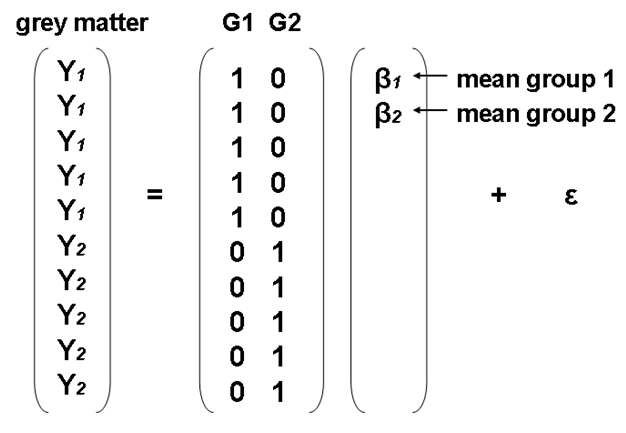 grey matter G1 G2
Y1 1 0 β1 mean group 1
Y1 1 0 β2 mean group 2
Y1 1 0
Y1 1 0
Y1 = 1 0 + ε
Y2 0 1
Y2 0 1
Y2 0 1
Y2 0 1
Y2 0 1